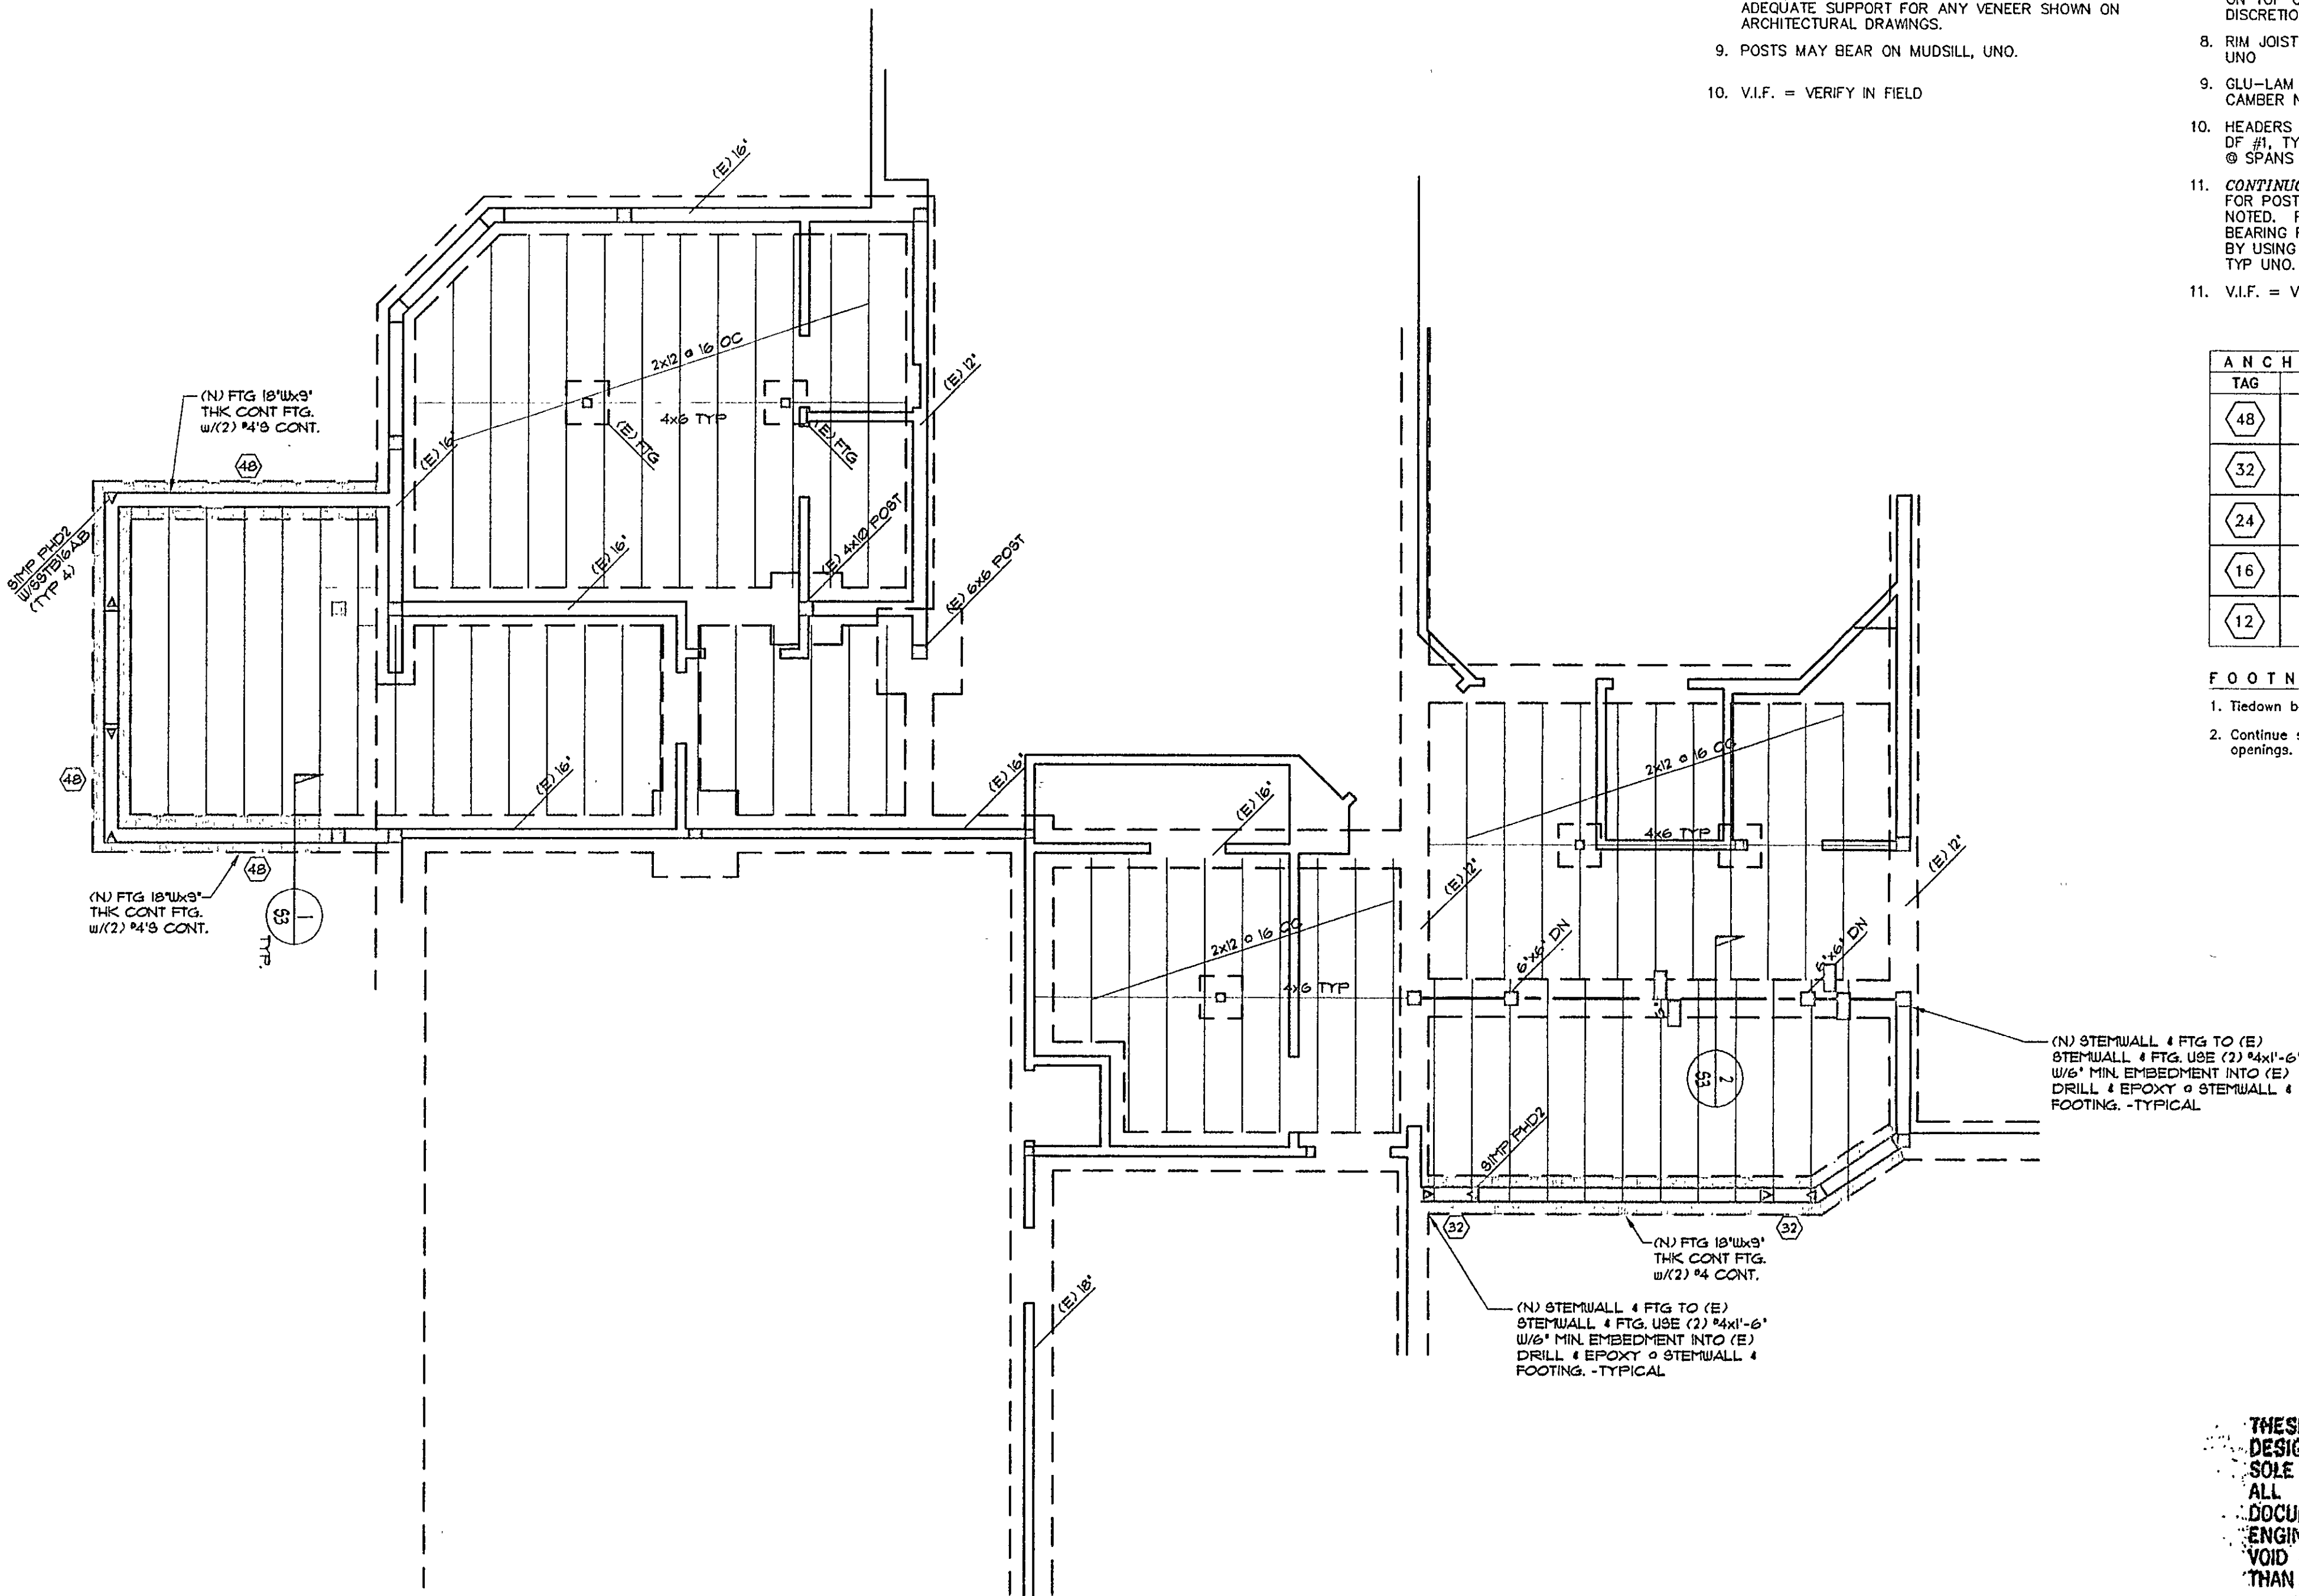 ADEQUATE SUPPORT FOR ANY VENEER SHOWN ON
ARCHITECTURAL DRAWINGS.
9. POSTS MAY BEAR ON MUDSILL, UNO.
10. V.I.F. = VERIFY IN FIELD
DISCRETIO
8. RIM JOIST
UNO
9. GLU-LAM
CAMBER N
10. HEADERS
DF #1, TY
@ SPANS
11. CONTINUO
FOR POST
NOTED. F
BEARING F
BY USING
TYP UNO.
11. V.I.F. = V
ANCH
TAG
48
32
24
16
12
FOOTN
1. Tiedown b
2. Continue s
openings.
(E) 16"
2x12 @ 16 OC
4x6 TYP
(E) FTG
(E) FTG
(E) 12"
(N) FTG 18"Wx9"
THK CONT FTG.
w/(2) #4'S CONT.
48
(E) 16"
SIMP PHD2
W/SSTB16AB
(TYP 4)
(E) 16"
(E) 4x10 POST
(E) 6x6 POST
48
(E) 16"
(E) 16"
(N) FTG 18"Wx9"
THK CONT FTG.
w/(2) #4'S CONT.
48
1
S3
TYP.
(E) 16"
2x12 @ 16 OC
4x6 TYP
(E) 12"
2x12 @ 16 OC
4x6 TYP
(E) 12"
6"x6" DN
6"x6" DN
2
S3
SIMP PHD2
(N) STEMWALL & FTG TO (E)
STEMWALL & FTG. USE (2) #4x1'-6"
W/6" MIN. EMBEDMENT INTO (E)
DRILL & EPOXY @ STEMWALL &
FOOTING. -TYPICAL
32
32
(N) FTG 18"Wx9"
THK CONT FTG.
w/(2) #4 CONT.
(N) STEMWALL & FTG TO (E)
STEMWALL & FTG. USE (2) #4x1'-6"
W/6" MIN. EMBEDMENT INTO (E)
DRILL & EPOXY @ STEMWALL &
FOOTING. -TYPICAL
(E) 18"
THESE
DESIG
SOLE
ALL
DOCU
ENGIN
VOID
THAN